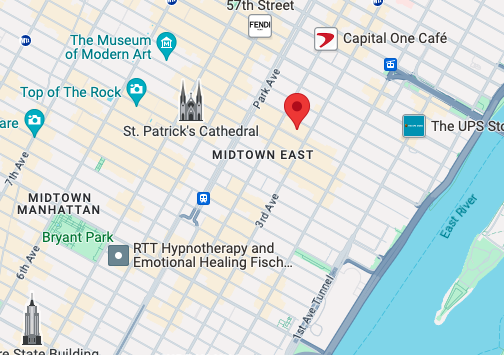 57th Street
FENDI
Capital One Café
The Museum
of Modern Art
Park Ave
Top of The Rock
are
St. Patrick's Cathedral
The UPS Sto
MIDTOWN EAST
7th Ave
MIDTOWN
MANHATTAN
3rd Ave
East River
Bryant Park
RTT Hypnotherapy and
Emotional Healing Fisch...
6th Ave
1st Ave Tunnel
re State Building